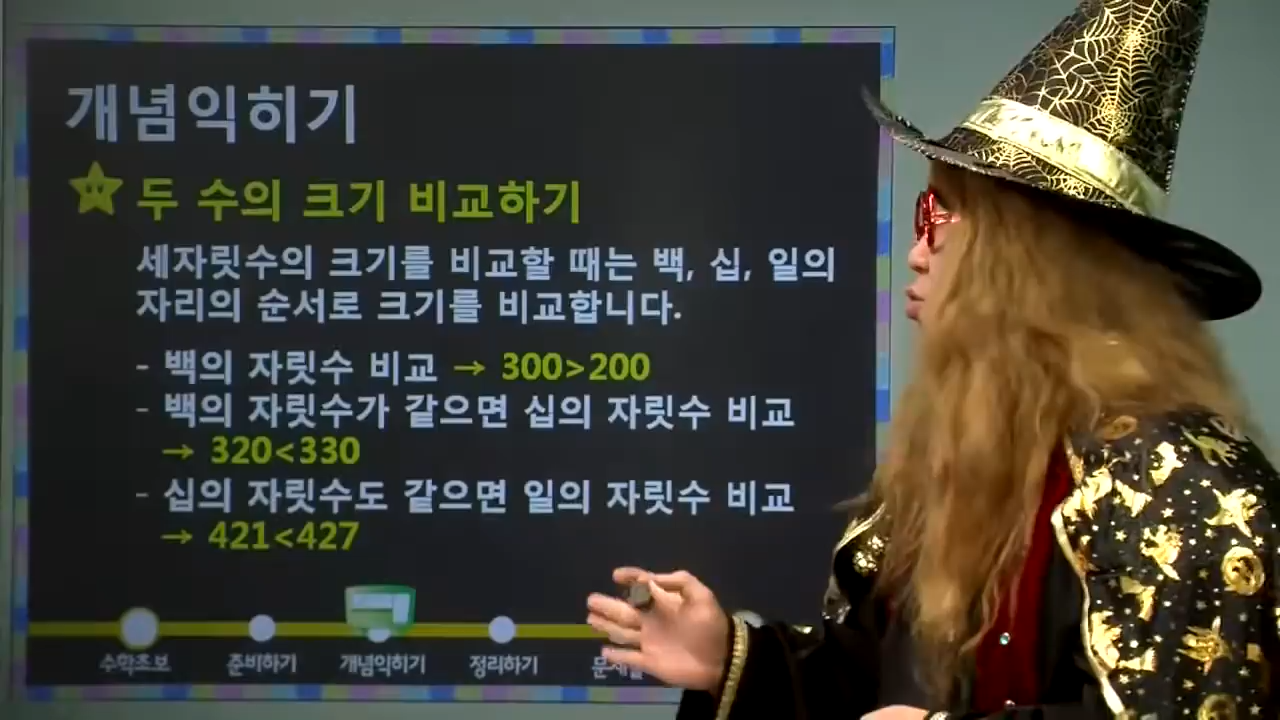 개념익히기
두 수의 크기 비교하기
세자릿수의 크기를 비교할 때는 백, 십, 일의
자리의 순서로 크기를 비교합니다.
- 백의 자릿수 비교 → 300>200
- 백의 자릿수가 같으면 십의 자릿수 비교
→ 320<330
- 십의 자릿수도 같으면 일의 자릿수 비교
→ 421<427
수학초보 준비하기 개념익히기 정리하기